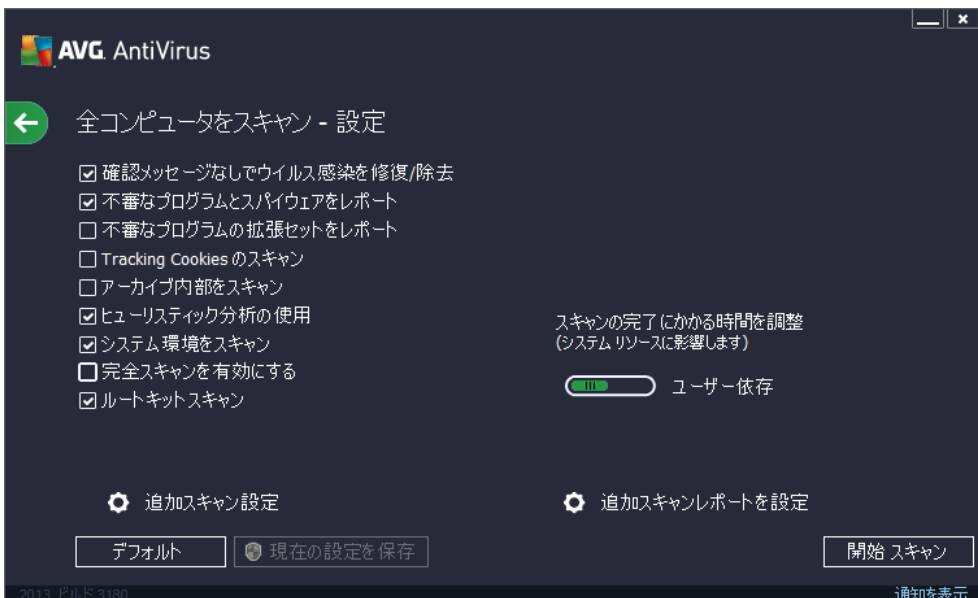 AVG. AntiVirus
全コンピュータをスキャン - 設定
確認メッセージなしでウイルス感染を修復/除去
不審なプログラムとスパイウェアをレポート
不審なプログラムの拡張セットをレポート
Tracking Cookies のスキャン
アーカイブ内部をスキャン
ヒューリスティック分析の使用
システム環境をスキャン
完全スキャンを有効にする
ルートキットスキャン
スキャンの完了にかかる時間を調整
(システム リソースに影響します)
ユーザー依存
追加スキャン設定
追加スキャンレポートを設定
デフォルト
現在の設定を保存
開始 スキャン
2013 ビルド 3180
通知を表示